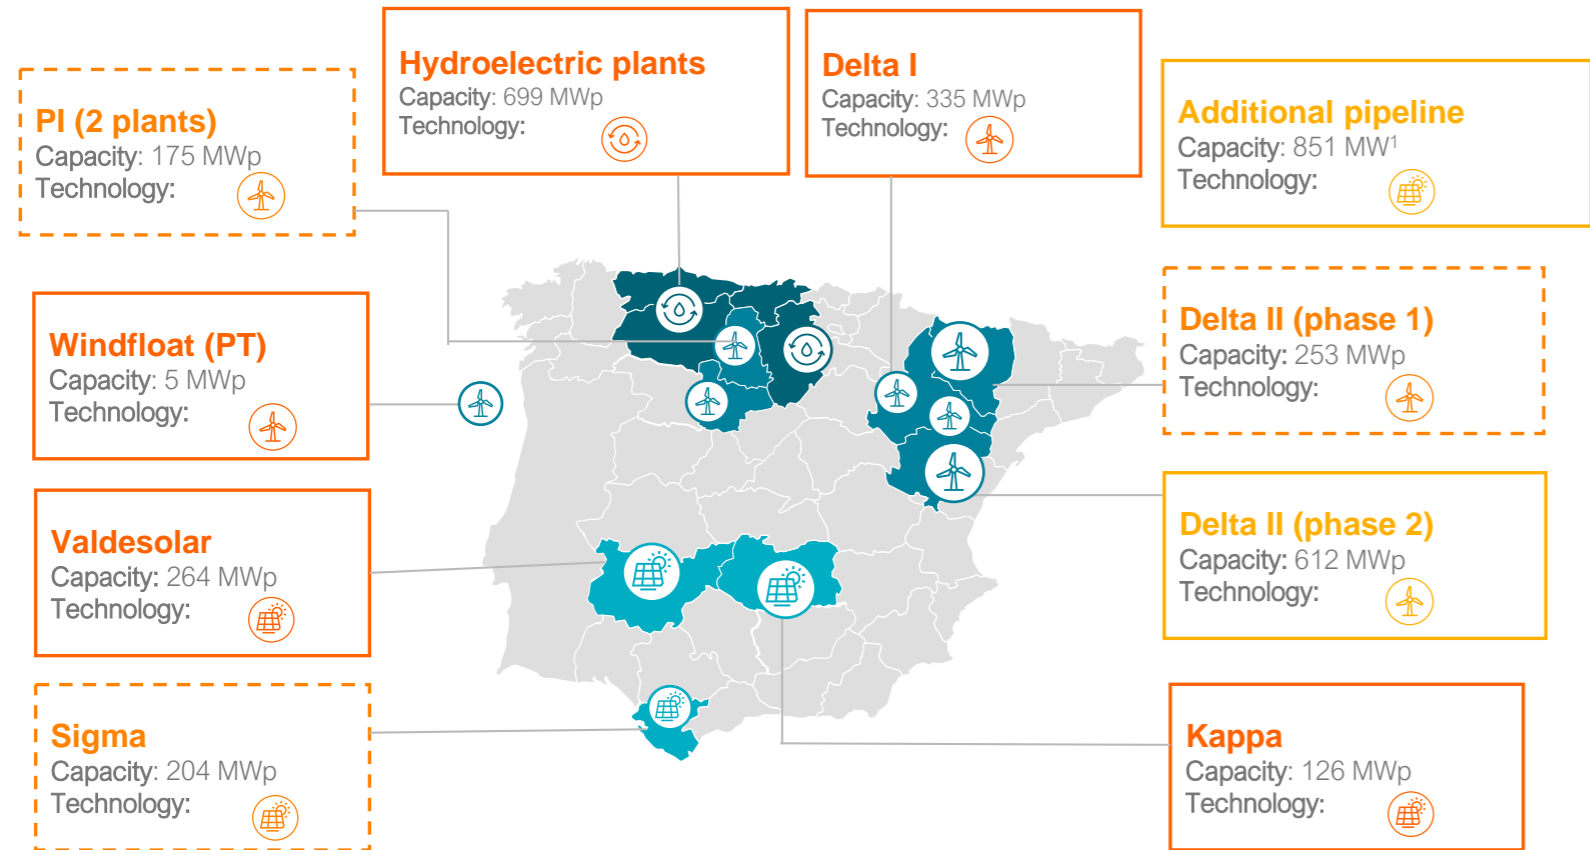 Hydroelectric plants
Capacity: 699 MWp
Technology:
Delta I
Capacity: 335 MWp
Technology:
PI (2 plants)
Capacity: 175 MWp
Technology:
Additional pipeline
Capacity: 851 MW¹
Technology:
Windfloat (PT)
Capacity: 5 MWp
Technology:
Delta II (phase 1)
Capacity: 253 MWp
Technology:
Valdesolar
Capacity: 264 MWp
Technology:
Delta II (phase 2)
Capacity: 612 MWp
Technology:
Sigma
Capacity: 204 MWp
Technology:
Kappa
Capacity: 126 MWp
Technology: